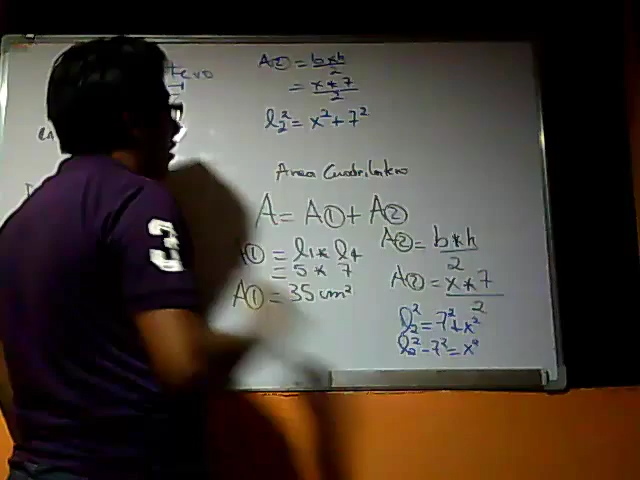 A② = b*h/2
= x*7/2
l₂² = x² + 7²
Area Cuadrilatero
A = A① + A②
① = l₁ * l₄
= 5 * 7
A① = 35 cm²
A② = b*h/2
A② = x*7/2
l₂² = 7² + x²
l₂² - 7² = x²
3